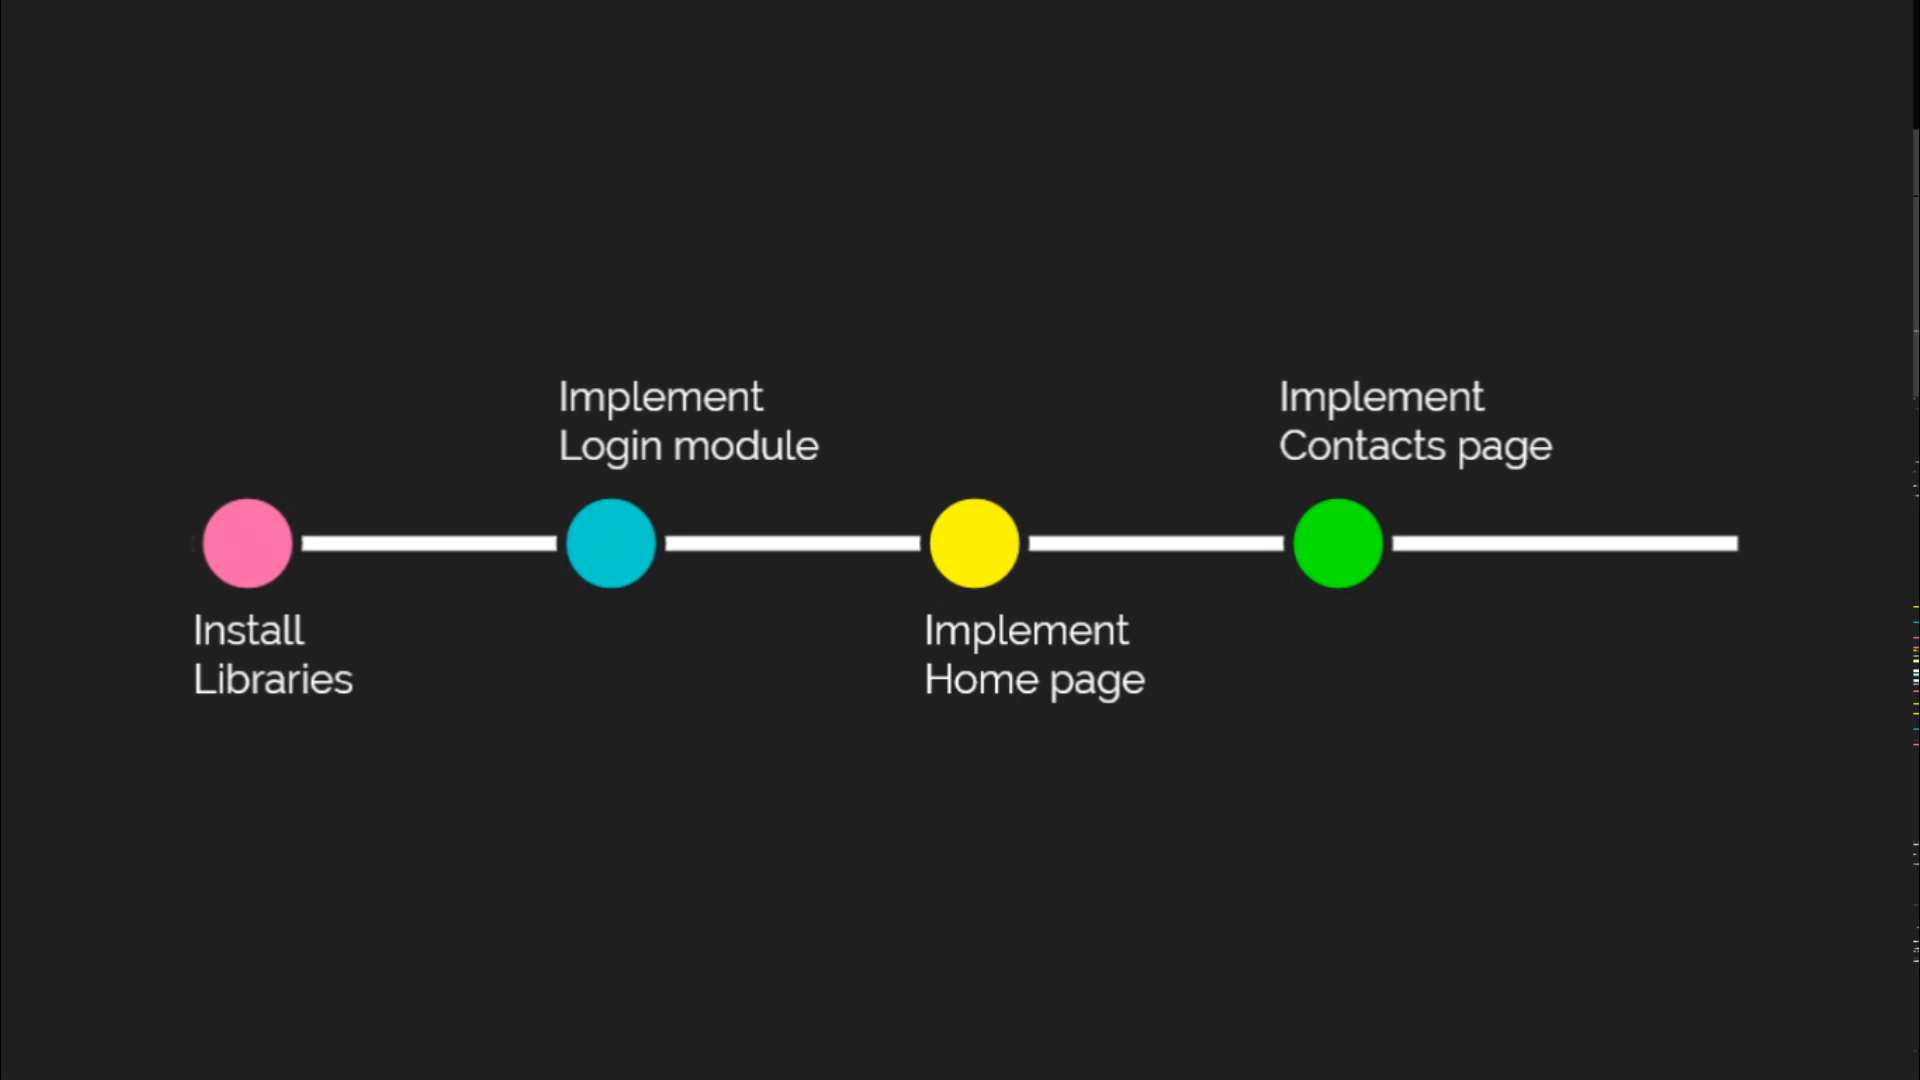 Install
Libraries
Implement
Login module
Implement
Home page
Implement
Contacts page